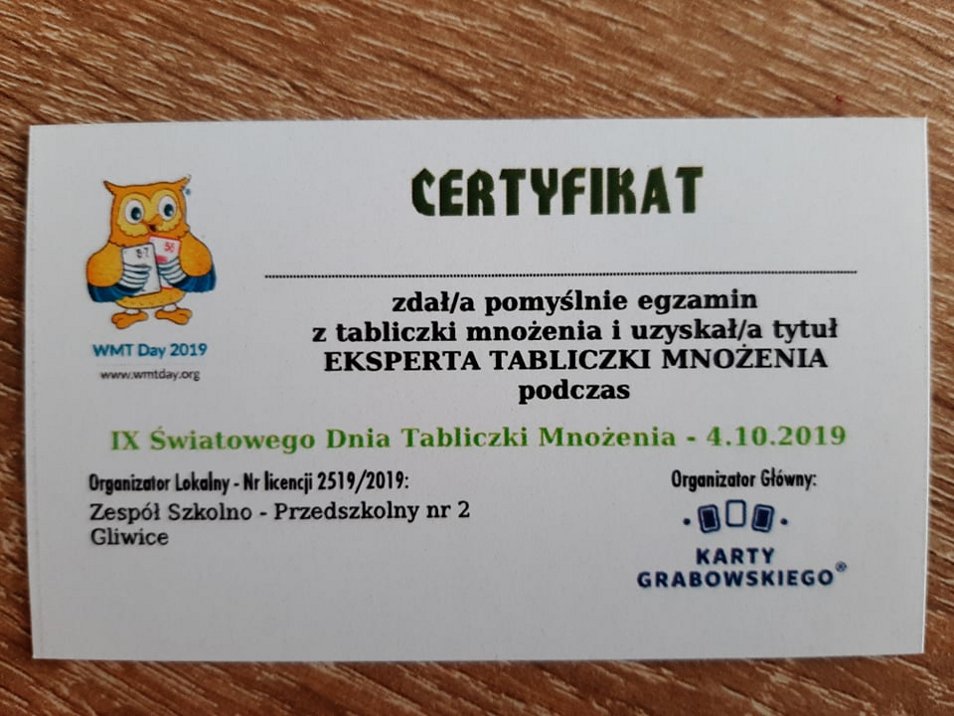 CERTYFIKAT
zdał/a pomyślnie egzamin
z tabliczki mnożenia i uzyskał/a tytuł
EKSPERTA TABLICZKI MNOŻENIA
podczas
WMT Day 2019
www.wmtday.org
IX Światowego Dnia Tabliczki Mnożenia - 4.10.2019
Organizator Lokalny - Nr licencji 2519/2019:
Zespół Szkolno - Przedszkolny nr 2
Gliwice
Organizator Główny:
KARTY
GRABOWSKIEGO®